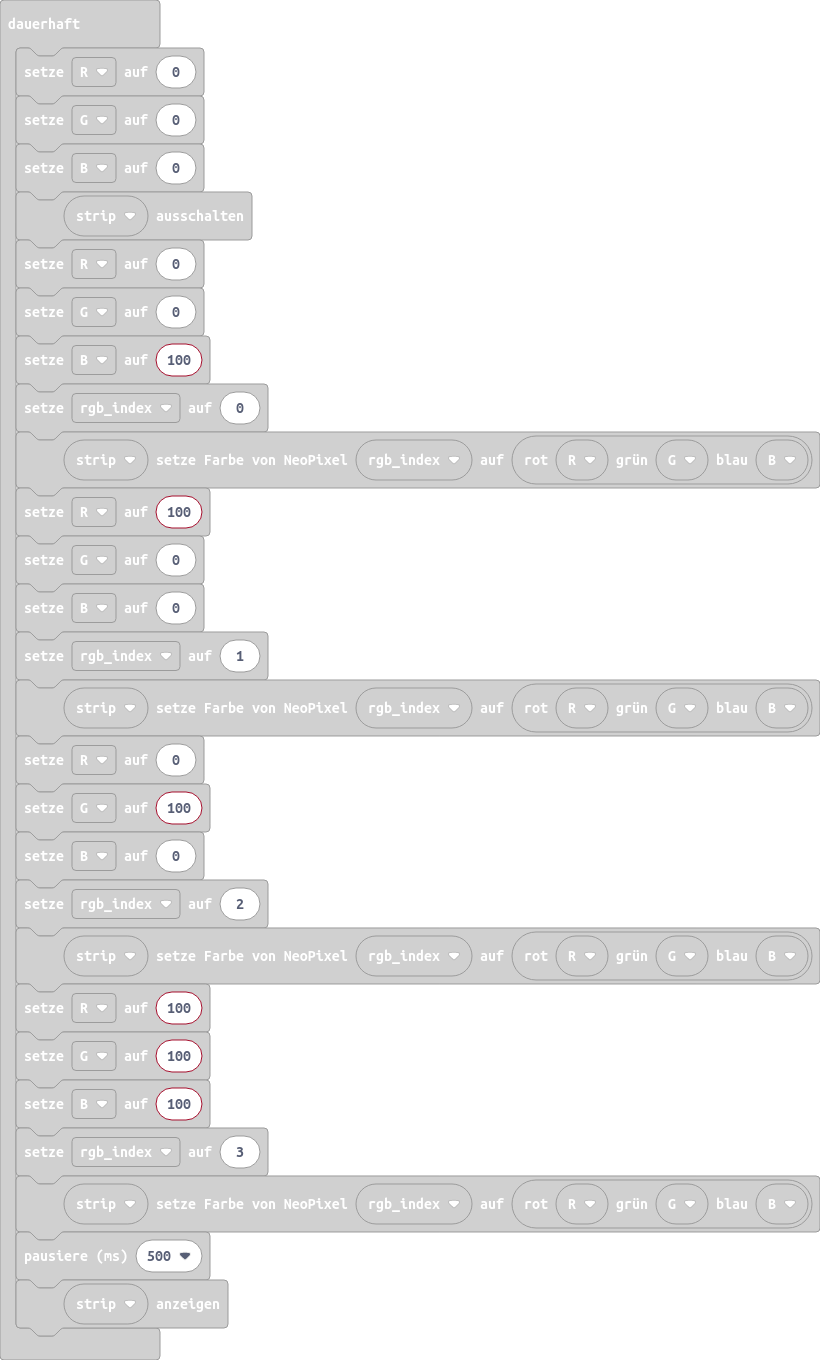 dauerhaft
setze R auf 0
setze G auf 0
setze B auf 0
strip ausschalten
setze R auf 0
setze G auf 0
setze B auf 100
setze rgb_index auf 0
strip setze Farbe von NeoPixel rgb_index auf rot R grün G blau B
setze R auf 100
setze G auf 0
setze B auf 0
setze rgb_index auf 1
strip setze Farbe von NeoPixel rgb_index auf rot R grün G blau B
setze R auf 0
setze G auf 100
setze B auf 0
setze rgb_index auf 2
strip setze Farbe von NeoPixel rgb_index auf rot R grün G blau B
setze R auf 100
setze G auf 100
setze B auf 100
setze rgb_index auf 3
strip setze Farbe von NeoPixel rgb_index auf rot R grün G blau B
pausiere (ms) 500
strip anzeigen